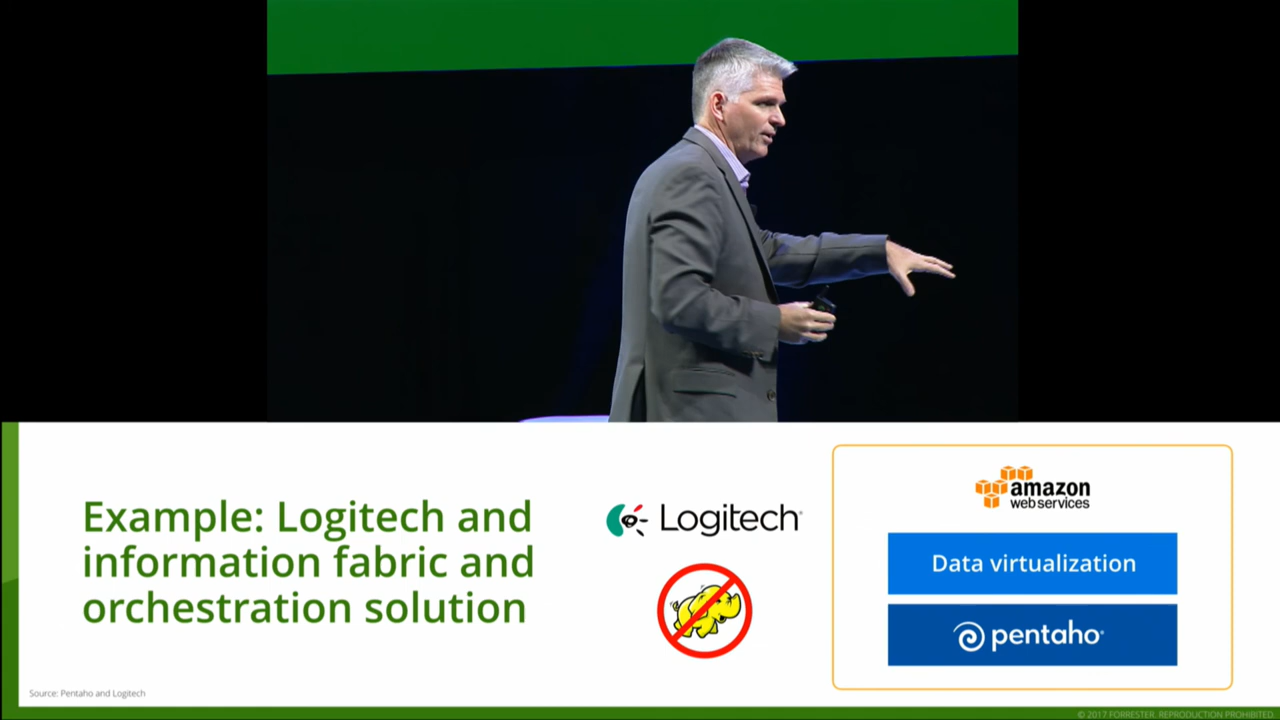 Example: Logitech and
information fabric and
orchestration solution
Logitech
amazon
web services
Data virtualization
pentaho
Source: Pentaho and Logitech
© 2017 FORRESTER. REPRODUCTION PROHIBITED.